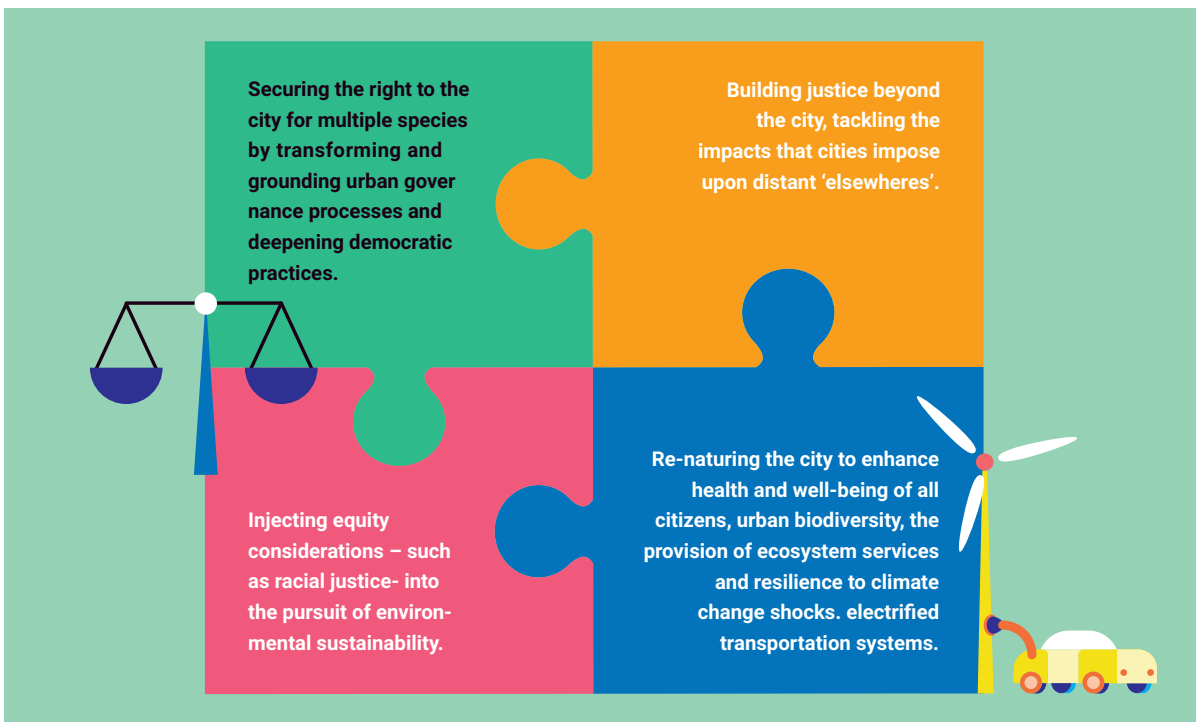 Securing the right to the
city for multiple species
by transforming and
grounding urban gover
nance processes and
deepening democratic
practices.
Building justice beyond
the city, tackling the
impacts that cities impose
upon distant ‘elsewheres’.
Injecting equity
considerations – such
as racial justice- into
the pursuit of environ-
mental sustainability.
Re-naturing the city to enhance
health and well-being of all
citizens, urban biodiversity, the
provision of ecosystem services
and resilience to climate
change shocks. electrified
transportation systems.